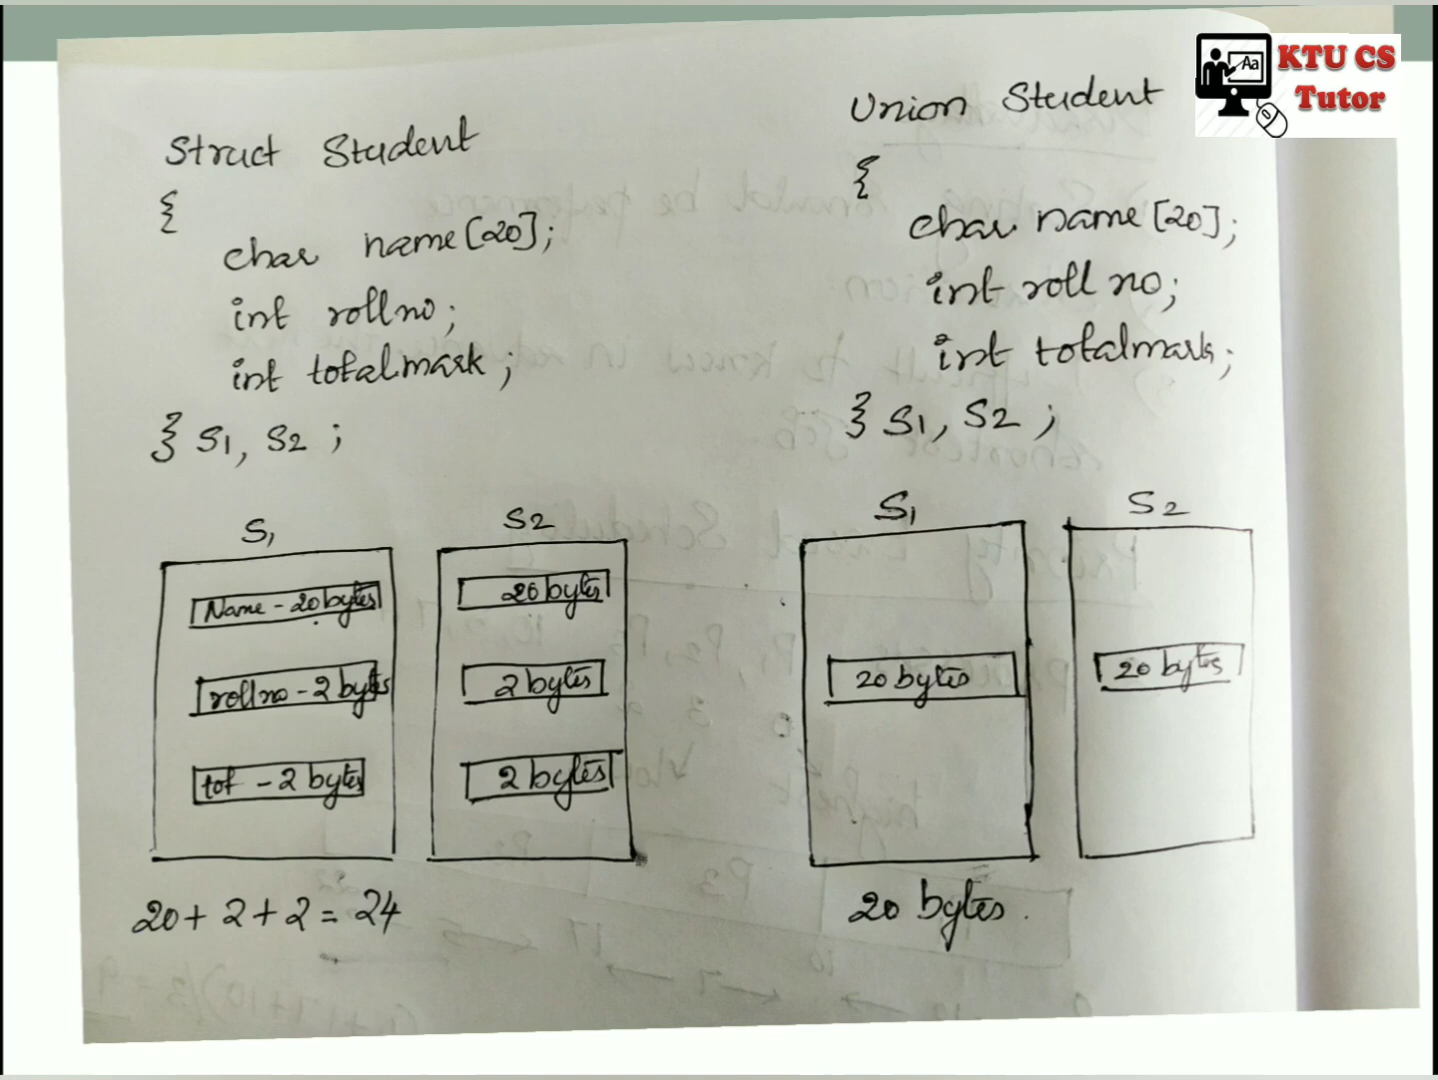 KTU CS
Tutor
Aa
Struct Student
{
char name[20];
int rollno;
int totalmark;
} S1, S2;
S1
Name - 20 bytes
rollno - 2 bytes
tot - 2 bytes
S2
20 bytes
2 bytes
2 bytes
20 + 2 + 2 = 24
Union Student
{
char name [20];
int roll no;
int totalmark;
} S1, S2;
S1
20 bytes
S2
20 bytes
20 bytes.